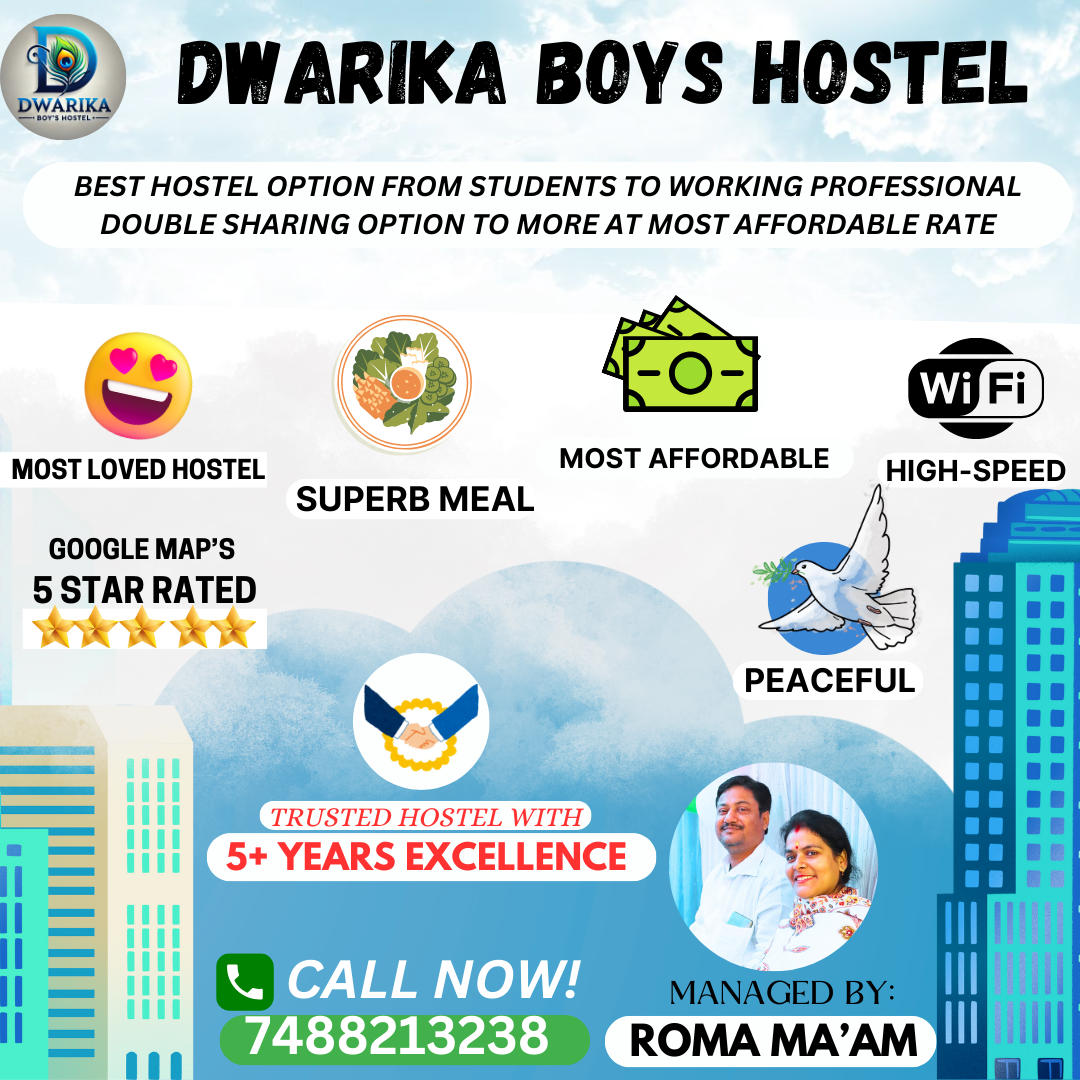 DWARIKA
BOY'S HOSTEL
DWARIKA BOYS HOSTEL
BEST HOSTEL OPTION FROM STUDENTS TO WORKING PROFESSIONAL
DOUBLE SHARING OPTION TO MORE AT MOST AFFORDABLE RATE
MOST LOVED HOSTEL
SUPERB MEAL
MOST AFFORDABLE
Wi Fi
HIGH-SPEED
GOOGLE MAP'S
5 STAR RATED
PEACEFUL
TRUSTED HOSTEL WITH
5+ YEARS EXCELLENCE
CALL NOW!
7488213238
MANAGED BY:
ROMA MA'AM